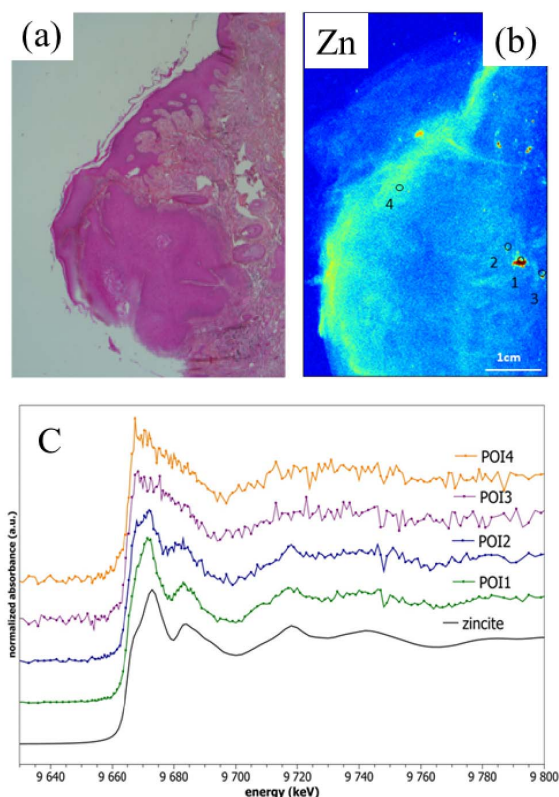 (a)
Zn
(b)
4
2
1
3
1cm
C
POI4
POI3
POI2
POI1
zincite
normalized absorbance (a.u.)
9 640 9 660 9 680 9 700 9 720 9 740 9 760 9 780 9 800
energy (keV)